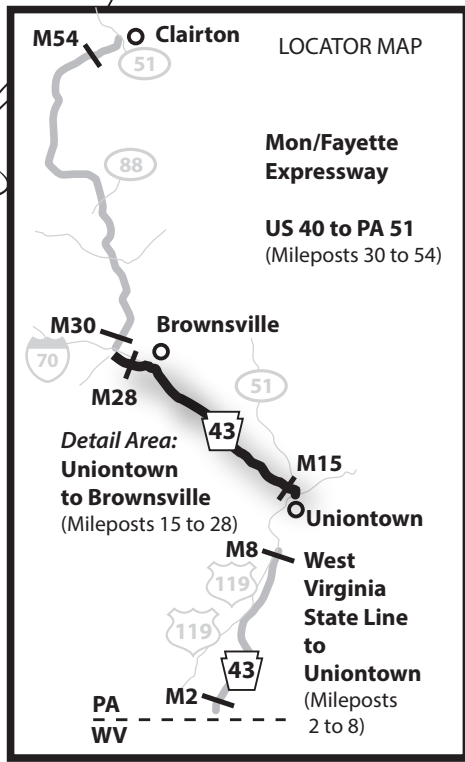 M54
Clairton
LOCATOR MAP
51
Mon/Fayette
Expressway
88
US 40 to PA 51
(Mileposts 30 to 54)
M30
Brownsville
70
M28
51
43
Detail Area:
Uniontown
to Brownsville
(Mileposts 15 to 28)
M15
Uniontown
M8
West
Virginia
State Line
to
Uniontown
(Mileposts
2 to 8)
119
119
43
M2
PA
WV